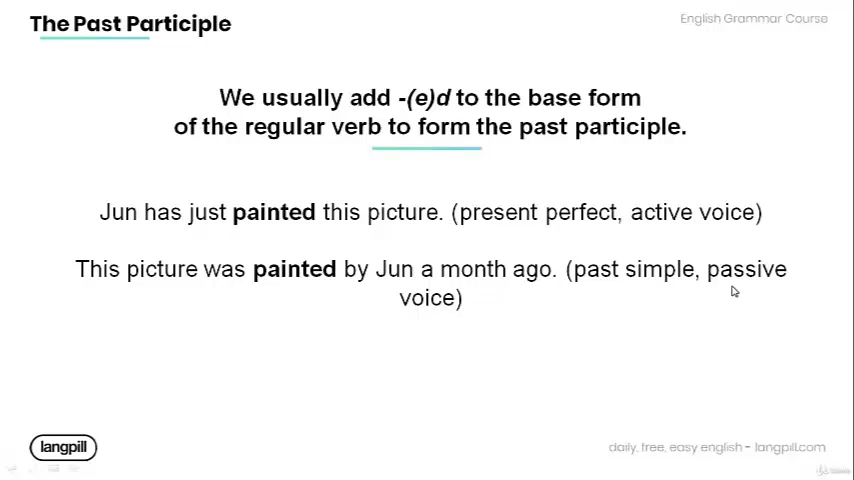 The Past Participle
English Grammar Course
We usually add -(e)d to the base form
of the regular verb to form the past participle.
Jun has just painted this picture. (present perfect, active voice)
This picture was painted by Jun a month ago. (past simple, passive
voice)
langpill
daily, free, easy english - langpill.com